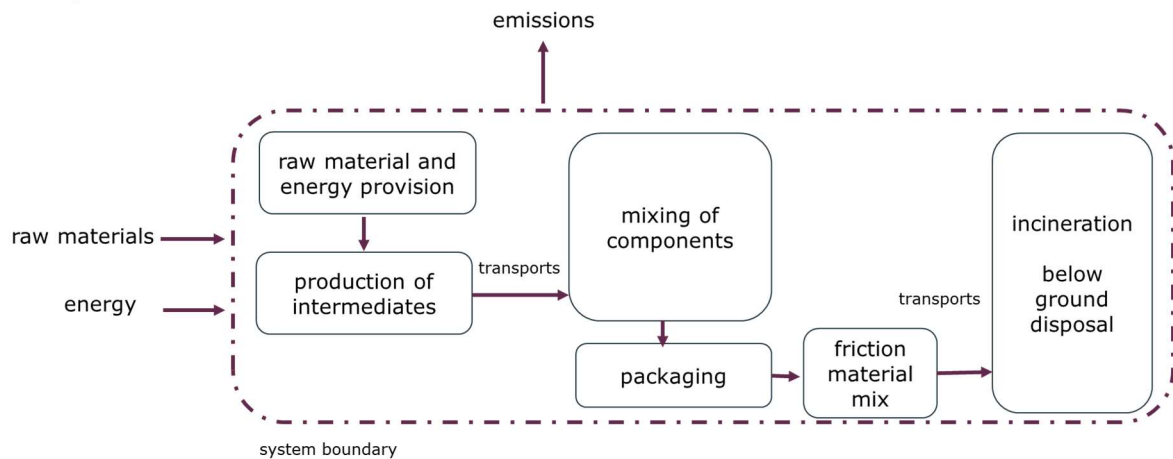 emissions
raw material and
energy provision
raw materials
energy
production of
intermediates
transports
mixing of
components
packaging
friction
material
mix
transports
incineration
below
ground
disposal
system boundary